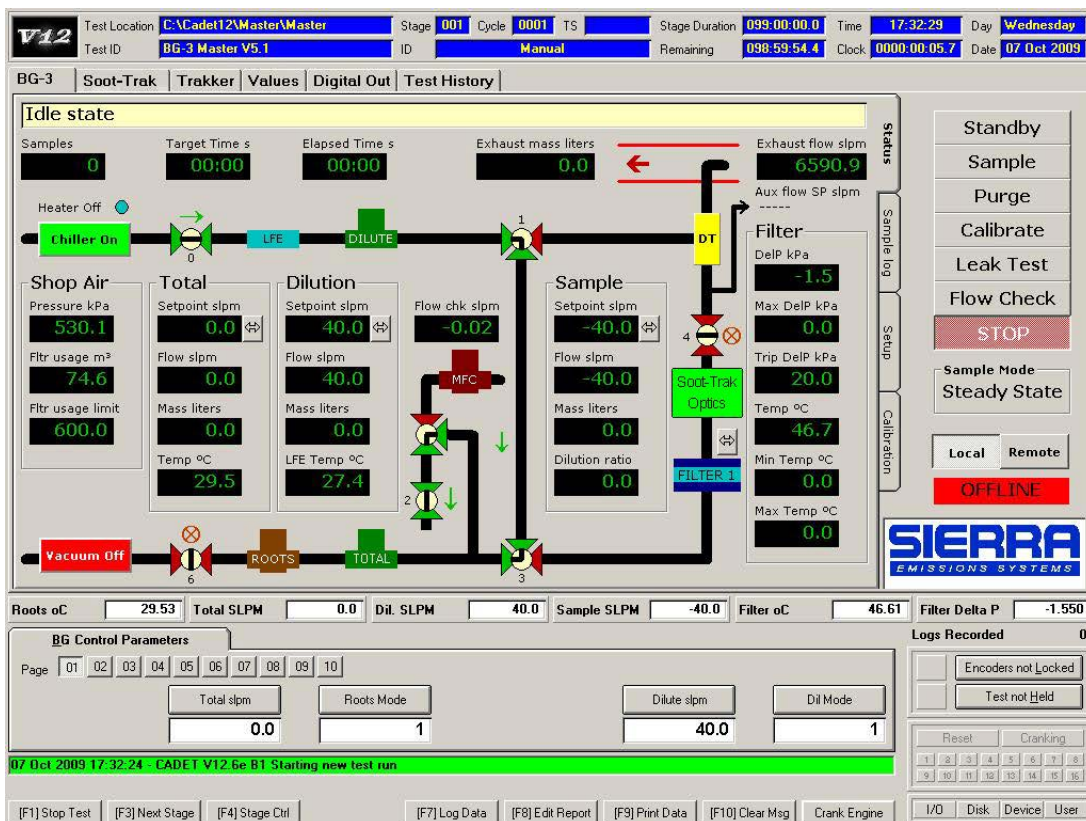 V12 Test Location C:\Cadet12\Master\Master Stage 001 Cycle 0001 TS Stage Duration 099:00:00.0 Time 17:32:29 Day Wednesday
Test ID BG-3 Master V5.1 ID Manual Remaining 098:59:54.4 Clock 0000:00:05.7 Date 07 Oct 2009
BG-3 Soot-Trak Trakker Values Digital Out Test History
Idle state
Samples Target Time s Elapsed Time s Exhaust mass liters Exhaust flow slpm
0 00:00 00:00 0.0 6590.9
Aux flow SP slpm
-----
Heater Off
Chiller On 0 LFE DILUTE 1 DT
Shop Air
Pressure kPa
530.1
Fltr usage m³
74.6
Fltr usage limit
600.0
Total
Setpoint slpm
0.0
Flow slpm
0.0
Mass liters
0.0
Temp ºC
29.5
Dilution
Setpoint slpm
40.0
Flow slpm
40.0
Mass liters
0.0
LFE Temp ºC
27.4
Flow chk slpm
-0.02
MFC
2
Sample
Setpoint slpm
-40.0
Flow slpm
-40.0
Mass liters
0.0
Dilution ratio
0.0
4
Soot-Trak
Optics
FILTER 1
Filter
DelP kPa
-1.5
Max DelP kPa
0.0
Trip DelP kPa
20.0
Temp ºC
46.7
Min Temp ºC
0.0
Max Temp ºC
0.0
Vacuum Off 6 ROOTS TOTAL 3
Status
Sample log
Setup
Calibration
Standby
Sample
Purge
Calibrate
Leak Test
Flow Check
STOP
Sample Mode
Steady State
Local Remote
OFFLINE
SIERRA
EMISSIONS SYSTEMS
Roots oC 29.53 Total SLPM 0.0 Dil. SLPM 40.0 Sample SLPM -40.0 Filter oC 46.61 Filter Delta P -1.550
BG Control Parameters
Page 01 02 03 04 05 06 07 08 09 10
Total slpm Roots Mode Dilute slpm Dil Mode
0.0 1 40.0 1
Logs Recorded 0
Encoders not Locked
Test not Held
Reset Cranking
1 2 3 4 5 6 7 8
9 10 11 12 13 14 15 16
07 Oct 2009 17:32:24 - CADET V12.6e B1 Starting new test run
[F1] Stop Test [F3] Next Stage [F4] Stage Ctrl [F7] Log Data [F8] Edit Report [F9] Print Data [F10] Clear Msg Crank Engine I/O Disk Device User